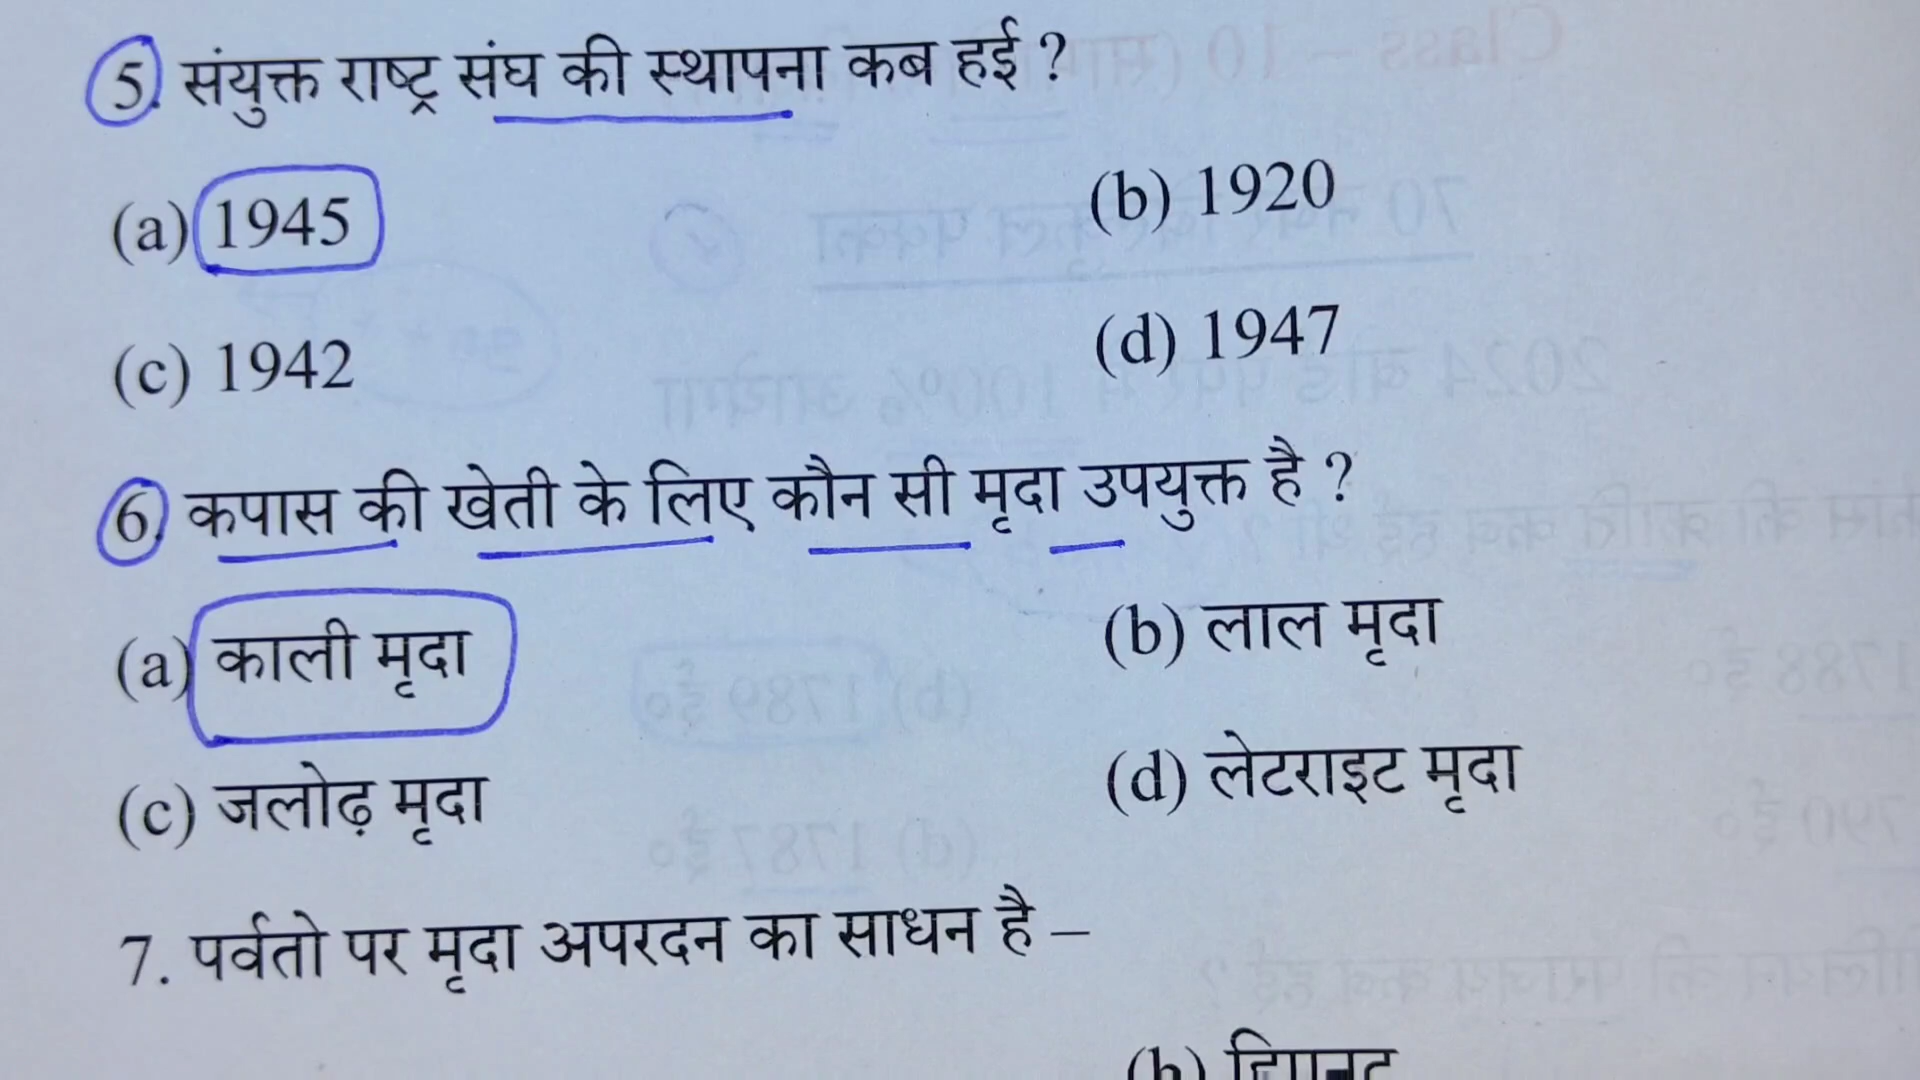 5. संयुक्त राष्ट्र संघ की स्थापना कब हई ?
(a) 1945 (b) 1920
(c) 1942 (d) 1947
6. कपास की खेती के लिए कौन सी मृदा उपयुक्त है ?
(a) काली मृदा (b) लाल मृदा
(c) जलोढ़ मृदा (d) लेटराइट मृदा
7. पर्वतो पर मृदा अपरदन का साधन है –
(b)